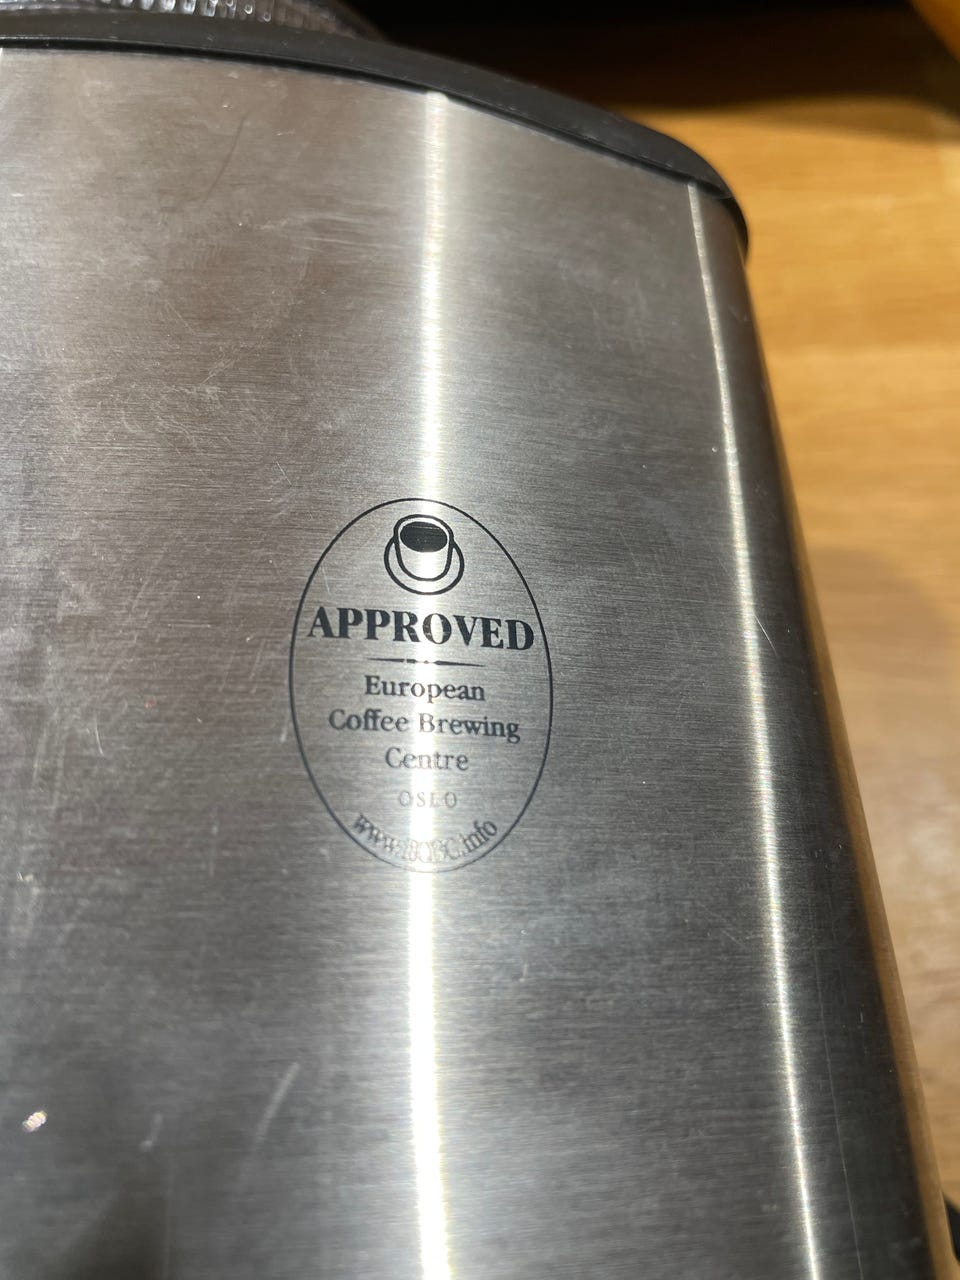 APPROVED
European
Coffee Brewing
Centre
OSLO